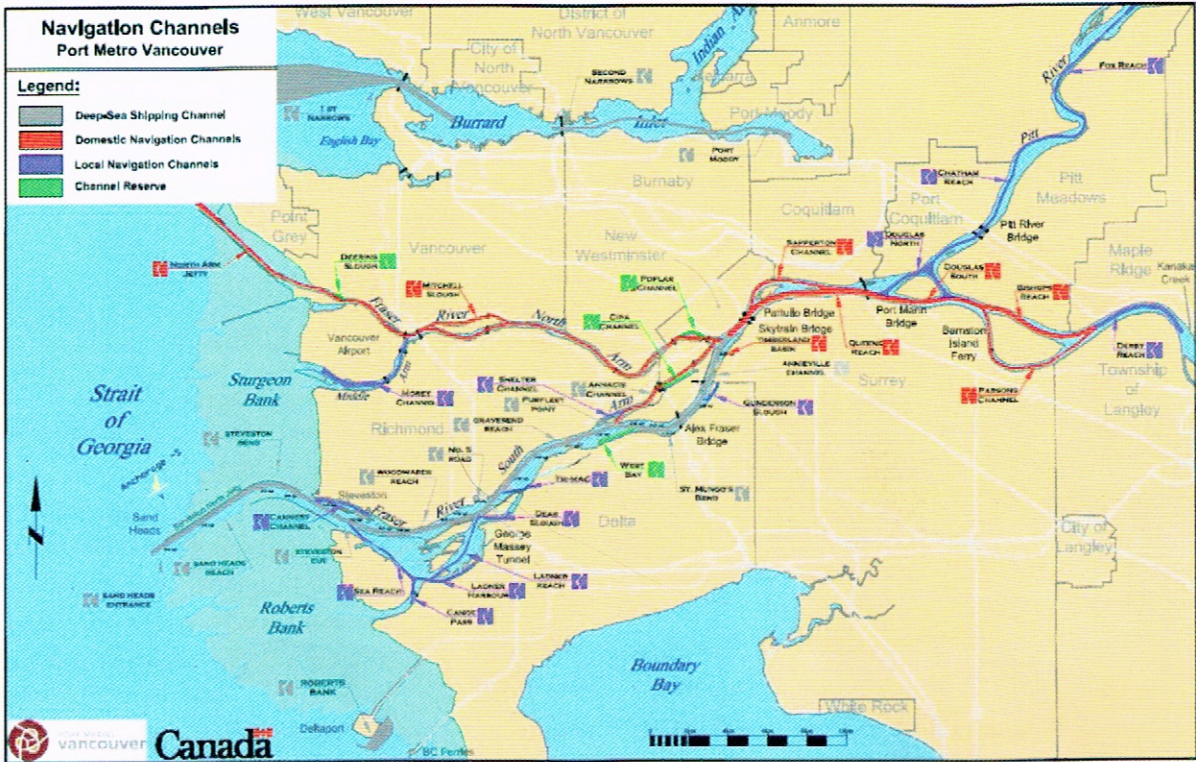 Navigation Channels
Port Metro Vancouver
Legend:
Deep-Sea Shipping Channel
Domestic Navigation Channels
Local Navigation Channels
Channel Reserve
West Vancouver
District of
North Vancouver
Anmore
City of
North
Vancouver
Indian
SECOND
NARROWS
Port Moody
River
FOX REACH
1 ST
NARROWS
Burrard
Inlet
English Bay
PORT
MOODY
Pitt
Burnaby
CHATHAM
REACH
Pitt
Meadows
Point
Grey
Coquitlam
Port
Coquitlam
Vancouver
New
Westminster
SAPPERTON
CHANNEL
DOUGLAS
NORTH
Pitt River
Bridge
NORTH ARM
JETTY
DEERING
SLOUGH
MITCHELL
SLOUGH
POPLAR
CHANNEL
DOUGLAS
SOUTH
Maple
Ridge
Kanaka
Creek
BISHOPS
REACH
Fraser
River
North
Arm
CIPA
CHANNEL
Pattullo Bridge
Skytrain Bridge
Port Mann
Bridge
Vancouver
Airport
TIMBERLAND
BASIN
QUEENS
REACH
Barnston
Island
Ferry
DERBY
REACH
Arm
Middle
ANNIEVILLE
CHANNEL
Surrey
Township
of
Langley
Sturgeon
Bank
MOREY
CHANNEL
SHELTER
CHANNEL
ANNACIS
CHANNEL
PURFLEET
POINT
GUNDERSON
SLOUGH
PARSONS
CHANNEL
Strait
of
Georgia
Richmond
GRAVESEND
REACH
Arm
Alex Fraser
Bridge
STEVESTON
BEND
NO. 5
ROAD
South
WEST
BAY
Anchorage
WOODWARDS
REACH
TILMAC
ST. MUNGO'S
BEND
Steveston
Fraser
River
Sand
Heads
CANNERY
CHANNEL
DEAS
SLOUGH
Delta
City of
Langley
George
Massey
Tunnel
STEVESTON
CUT
SAND HEADS
REACH
LADNER
REACH
SEA REACH
LADNER
HARBOUR
SAND HEADS
ENTRANCE
CANOE
PASS
Roberts
Bank
Boundary
Bay
ROBERTS
BANK
Deltaport
White Rock
PORT METRO
vancouver
Canada
BC Ferries